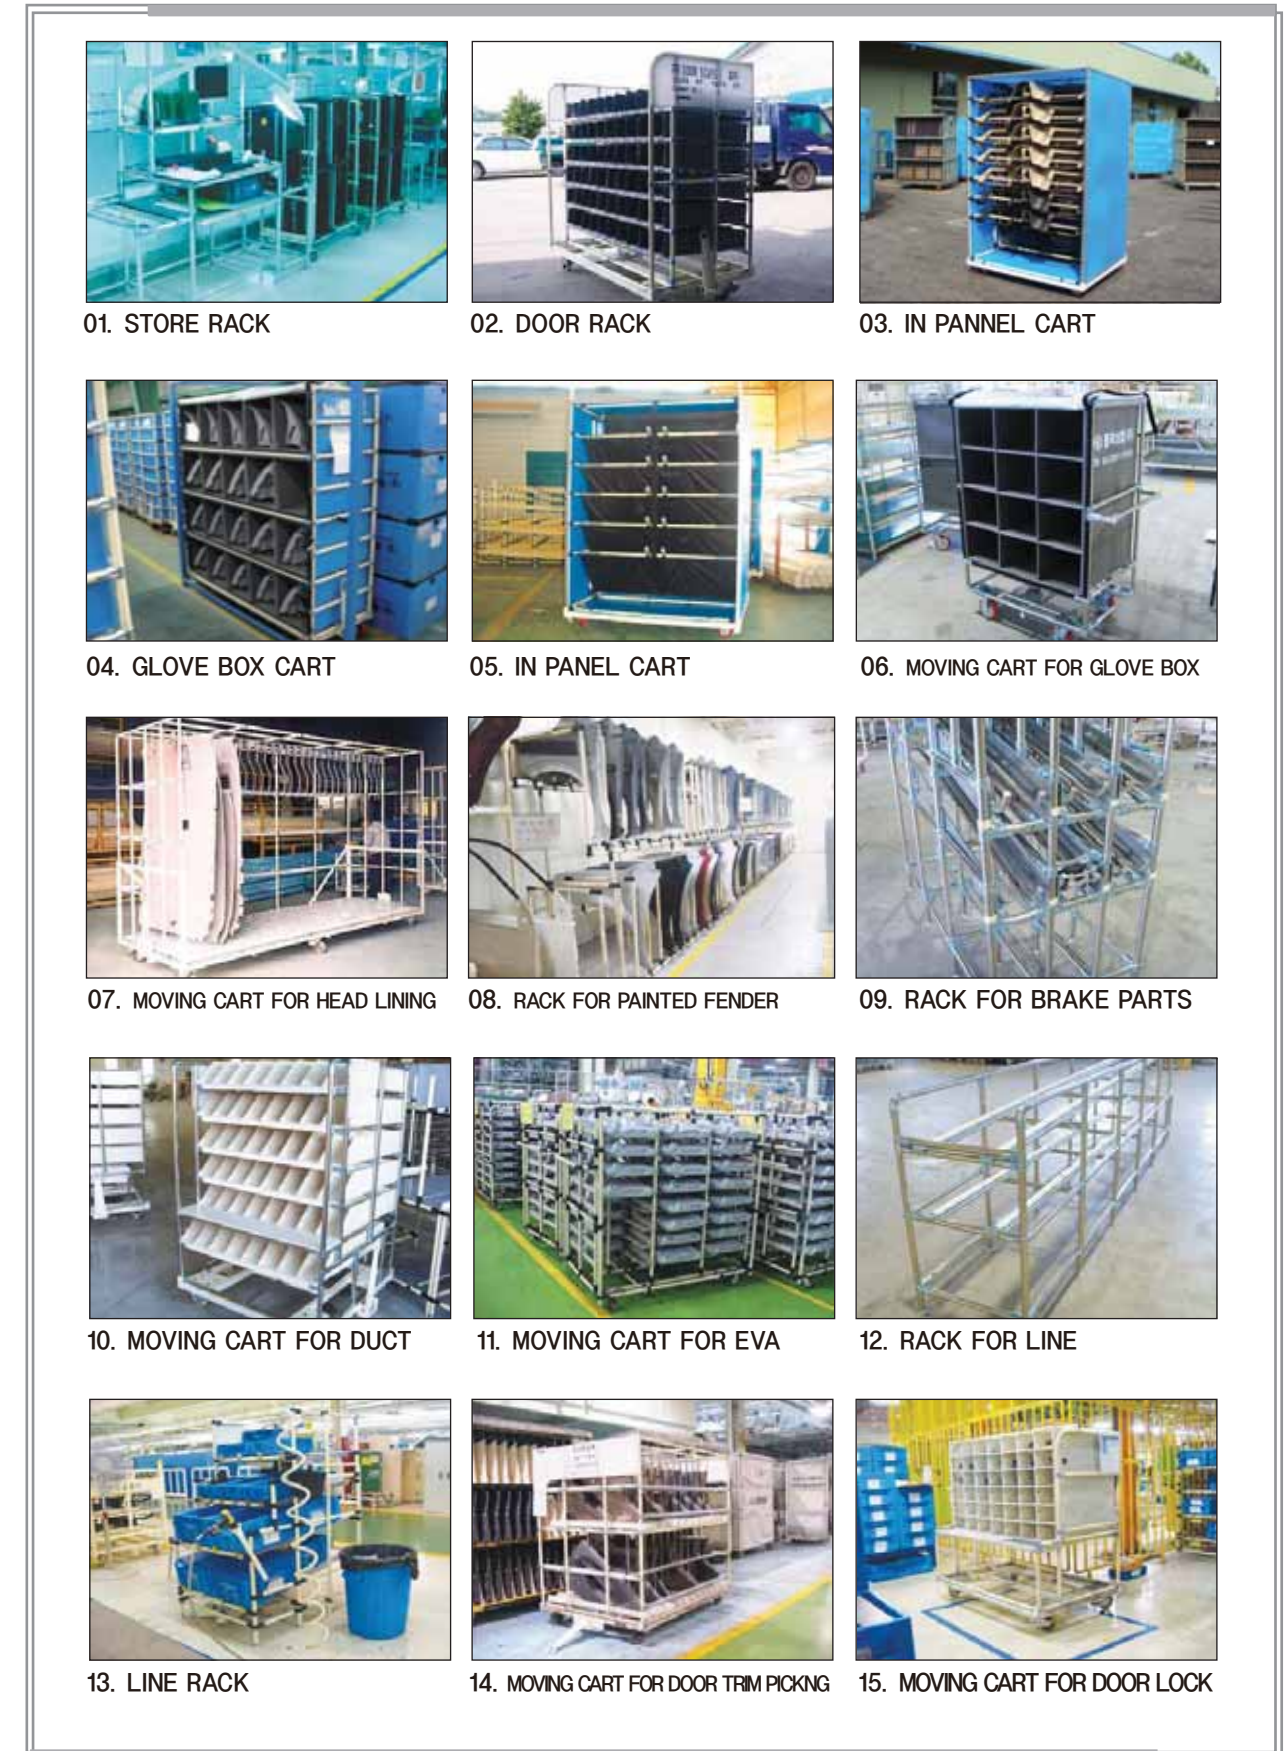 01. STORE RACK
02. DOOR RACK
03. IN PANNEL CART
04. GLOVE BOX CART
05. IN PANEL CART
06. MOVING CART FOR GLOVE BOX
07. MOVING CART FOR HEAD LINING
08. RACK FOR PAINTED FENDER
09. RACK FOR BRAKE PARTS
10. MOVING CART FOR DUCT
11. MOVING CART FOR EVA
12. RACK FOR LINE
13. LINE RACK
14. MOVING CART FOR DOOR TRIM PICKNG
15. MOVING CART FOR DOOR LOCK